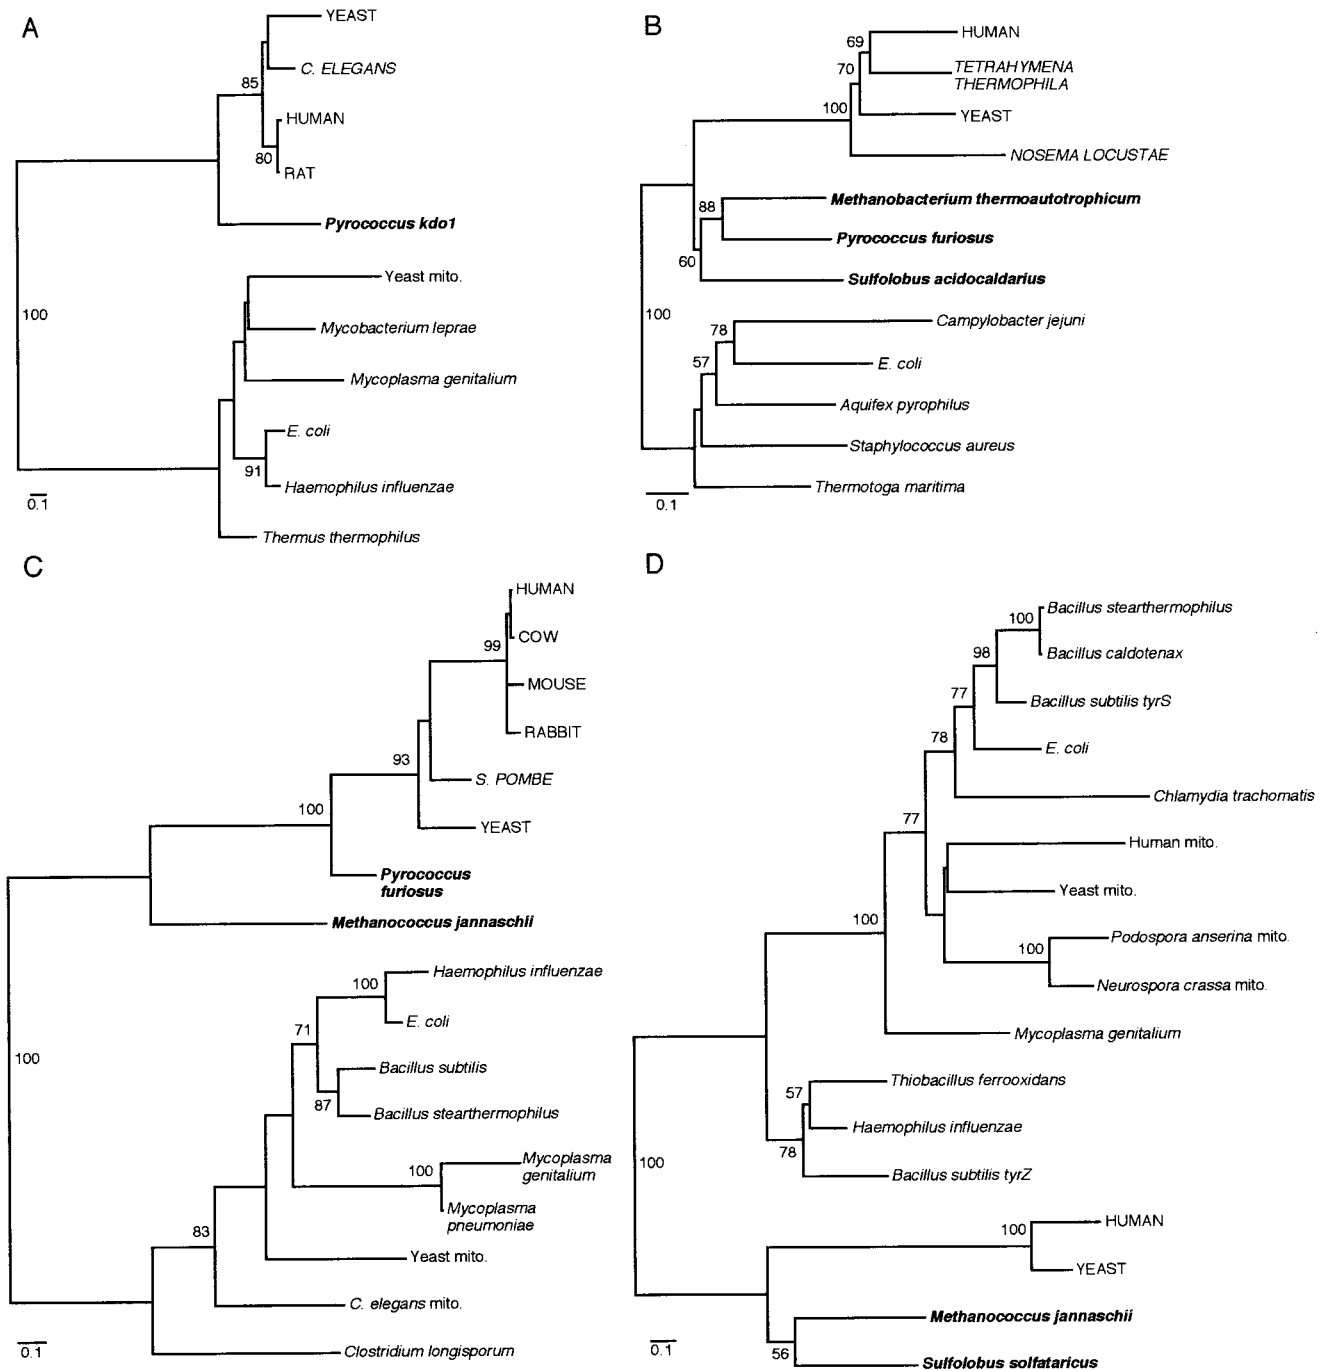 A
YEAST
C. ELEGANS
85
HUMAN
80
RAT
Pyrococcus kdo1
Yeast mito.
100
Mycobacterium leprae
Mycoplasma genitalium
E. coli
91
Haemophilus influenzae
0.1
Thermus thermophilus
B
HUMAN
69
TETRAHYMENA
THERMOPHILA
70
100
YEAST
NOSEMA LOCUSTAE
Methanobacterium thermoautotrophicum
88
Pyrococcus furiosus
60
Sulfolobus acidocaldarius
100
Campylobacter jejuni
78
57
E. coli
Aquifex pyrophilus
Staphylococcus aureus
Thermotoga maritima
0.1
C
HUMAN
COW
99
MOUSE
RABBIT
93
S. POMBE
100
YEAST
Pyrococcus
furiosus
Methanococcus jannaschii
Haemophilus influenzae
100
E. coli
71
100
Bacillus subtilis
87
Bacillus stearthermophilus
Mycoplasma
genitalium
100
Mycoplasma
pneumoniae
83
Yeast mito.
C. elegans mito.
0.1
Clostridium longisporum
D
Bacillus stearthermophilus
100
98
Bacillus caldotenax
77
Bacillus subtilis tyrS
78
E. coli
Chlamydia trachomatis
77
Human mito.
Yeast mito.
100
Podospora anserina mito.
100
Neurospora crassa mito.
Mycoplasma genitalium
Thiobacillus ferrooxidans
57
Haemophilus influenzae
78
100
Bacillus subtilis tyrZ
HUMAN
100
YEAST
Methanococcus jannaschii
0.1
56
Sulfolobus solfataricus